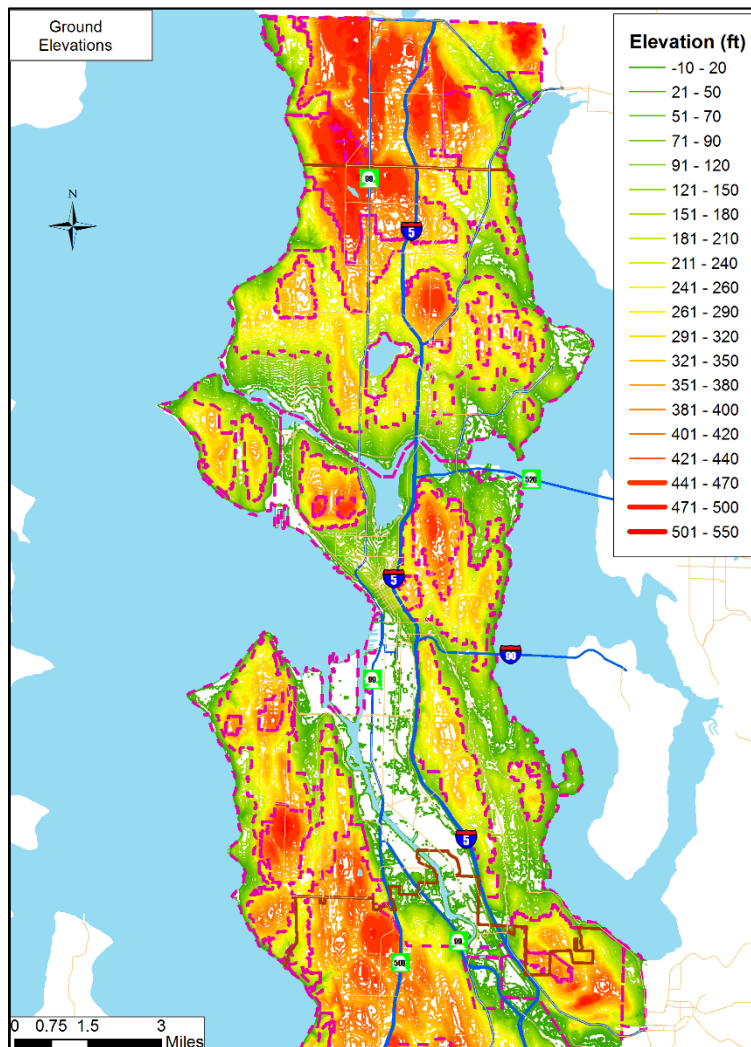 Ground
Elevations
Elevation (ft)
-10 - 20
21 - 50
51 - 70
71 - 90
91 - 120
121 - 150
151 - 180
181 - 210
211 - 240
241 - 260
261 - 290
291 - 320
321 - 350
351 - 380
381 - 400
401 - 420
421 - 440
441 - 470
471 - 500
501 - 550
N
99
5
520
5
90
99
5
99
509
0 0.75 1.5 3
Miles